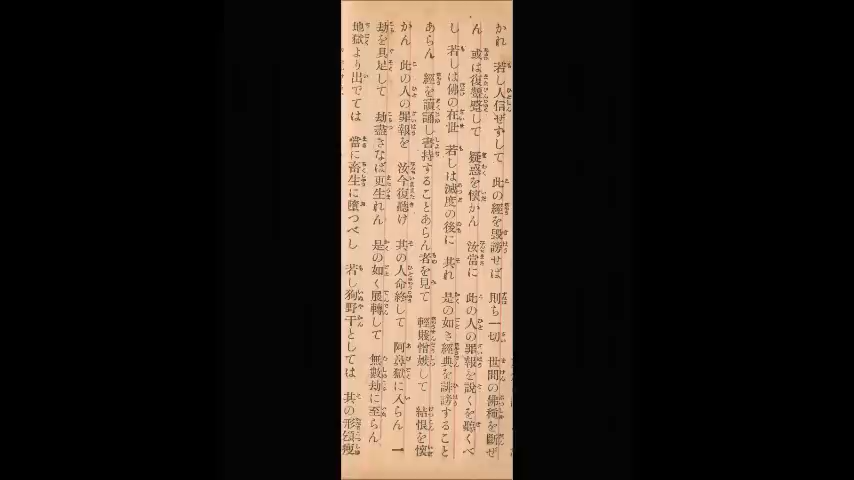 かれ 若し人信ぜずして 此の經を毀謗せば 則ち一切 世間の佛種を斷ぜ
ん 或は復顰蹙して 疑惑を懷かん 汝當に 此の人の罪報を說くを聽くべ
し 若しは佛の在世 若しは滅度の後に 其れ 是の如き經典を誹謗すること
あらん 經を讀誦し書持することあらん者を見て 輕賤憎嫉して 結恨を懷
かん 此の人の罪報を 汝今復聽け 其の人命終して 阿鼻獄に入らん 一
劫を具足して 劫盡きなば更生れん 是の如く展轉して 無數劫に至らん
地獄より出でては 當に畜生に墮つべし 若し狗野干としては 其の形𩑔瘦